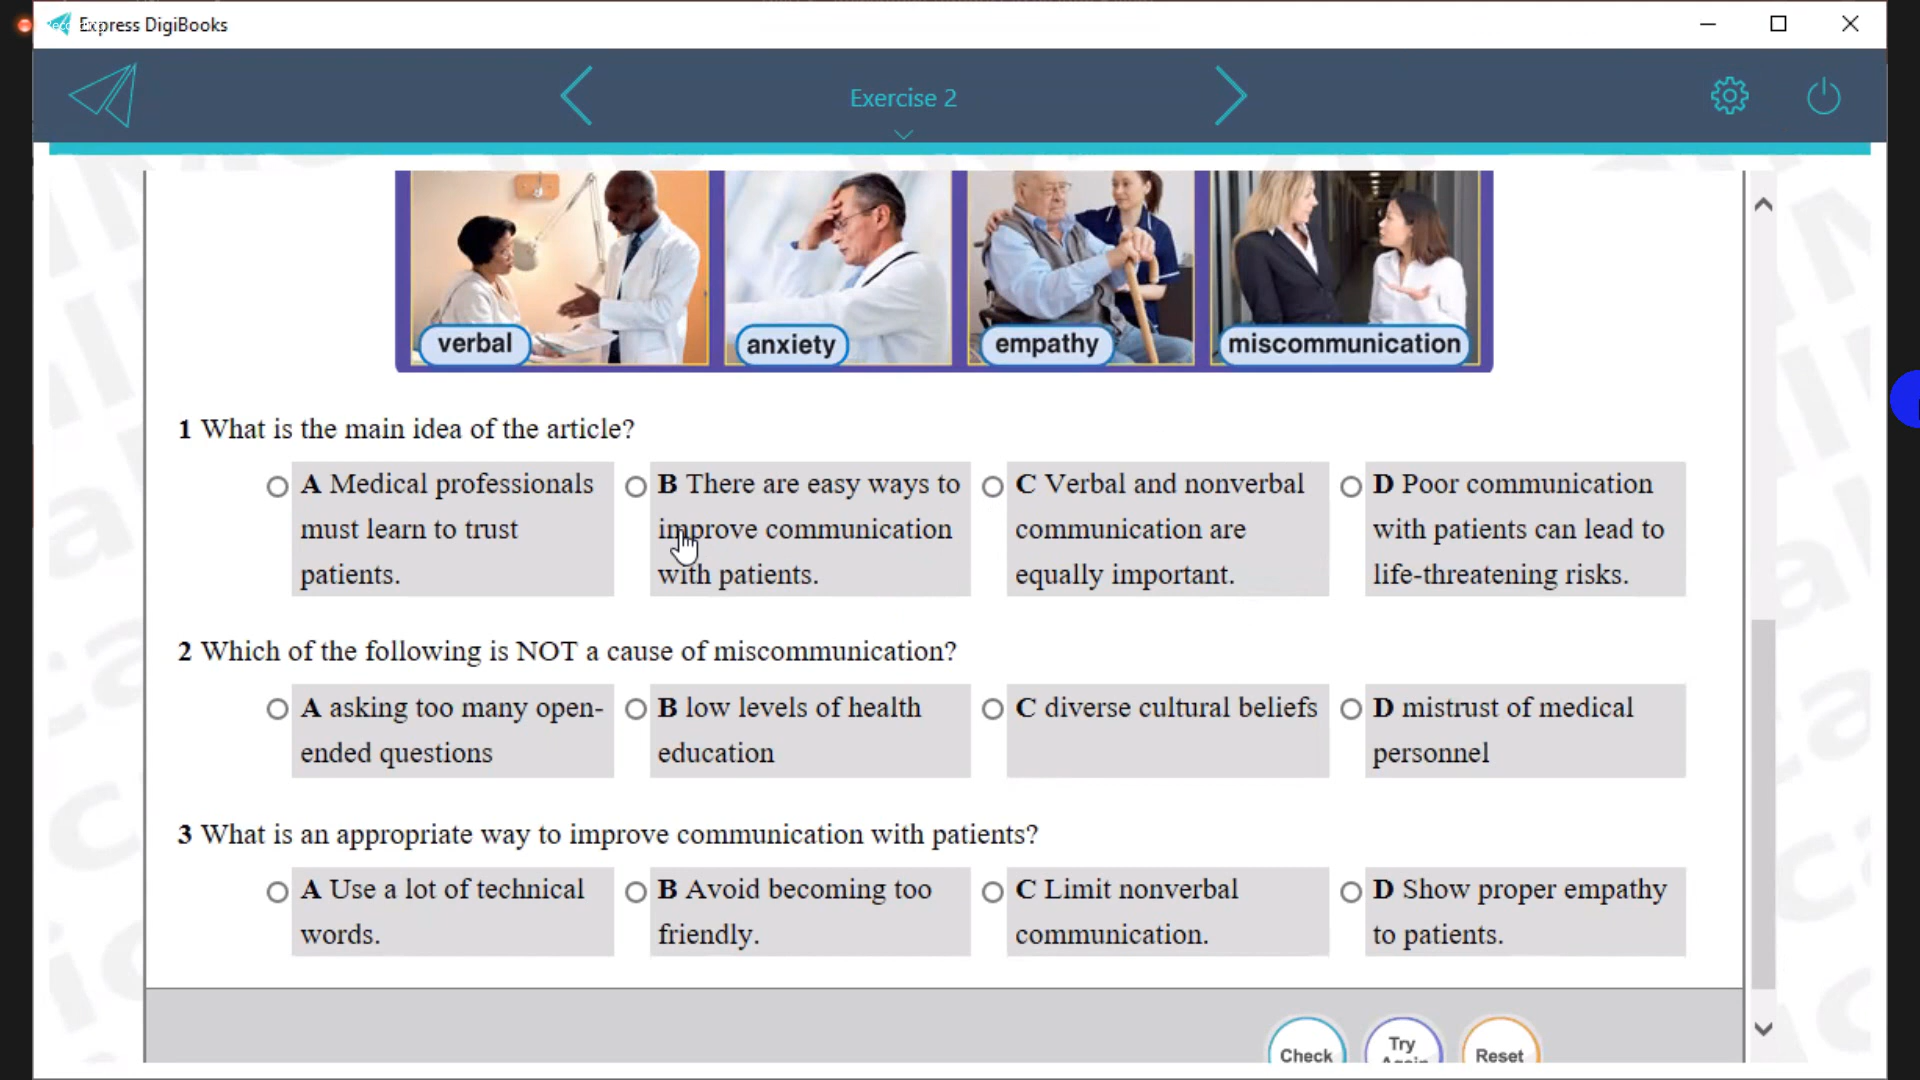 Express DigiBooks
Exercise 2
verbal
anxiety
empathy
miscommunication
1 What is the main idea of the article?
A Medical professionals
must learn to trust
patients.
B There are easy ways to
improve communication
with patients.
C Verbal and nonverbal
communication are
equally important.
D Poor communication
with patients can lead to
life-threatening risks.
2 Which of the following is NOT a cause of miscommunication?
A asking too many open-
ended questions
B low levels of health
education
C diverse cultural beliefs
D mistrust of medical
personnel
3 What is an appropriate way to improve communication with patients?
A Use a lot of technical
words.
B Avoid becoming too
friendly.
C Limit nonverbal
communication.
D Show proper empathy
to patients.
Check
Try
Again
Reset